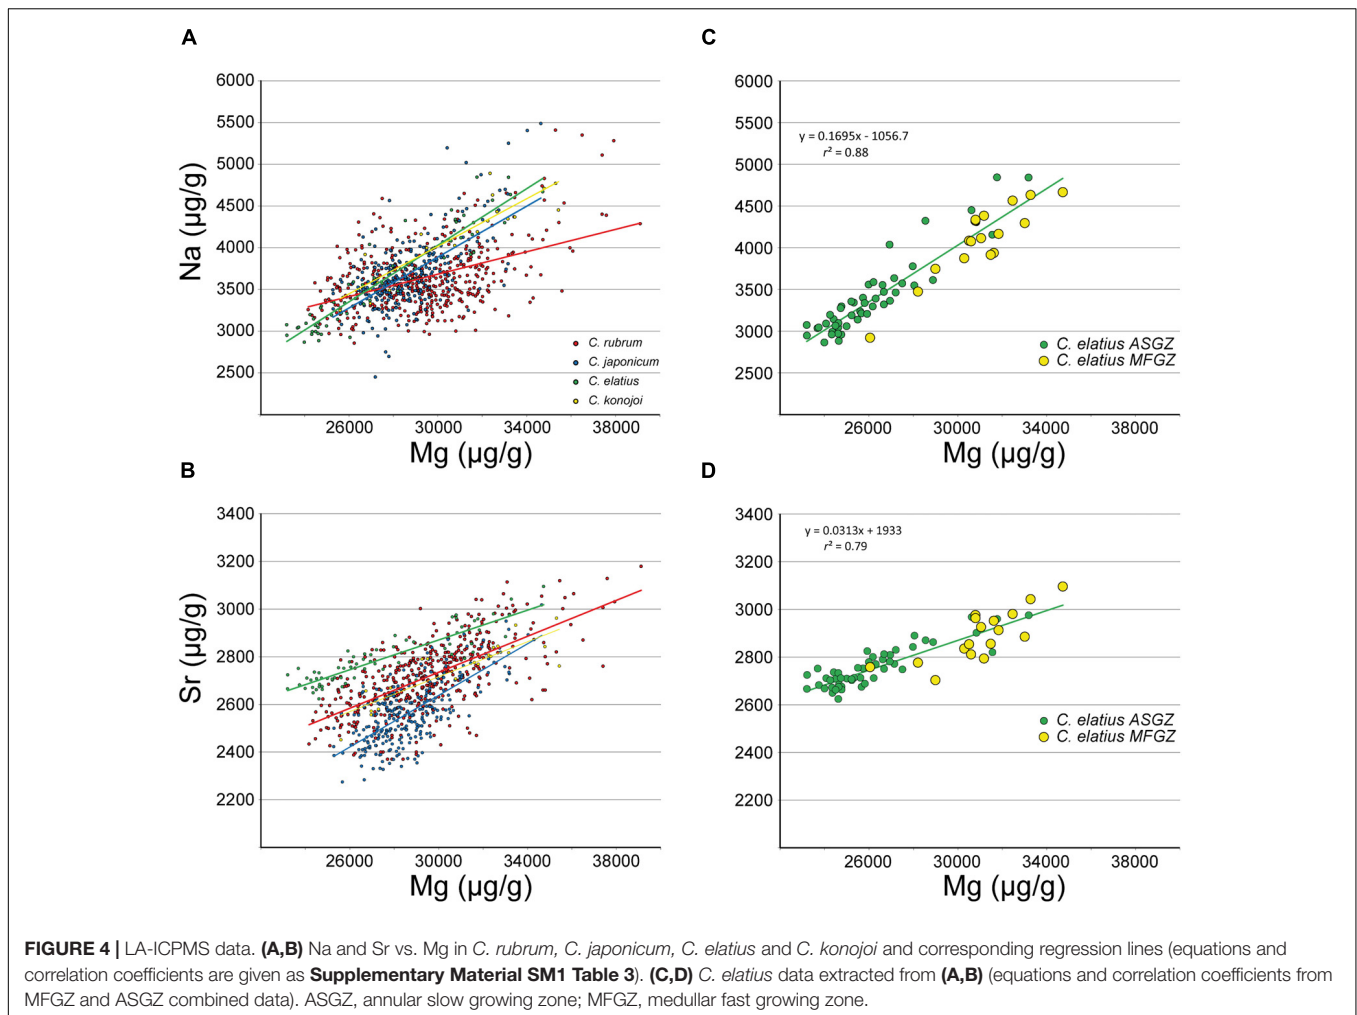 A
6000
5500
5000
4500
4000
3500
3000
2500
Na (µg/g)
C. rubrum
C. japonicum
C. elatius
C. konojoi
26000 30000 34000 38000
Mg (µg/g)
C
6000
5500
5000
4500
4000
3500
3000
2500
y = 0.1695x - 1056.7
r² = 0.88
C. elatius ASGZ
C. elatius MFGZ
26000 30000 34000 38000
Mg (µg/g)
B
3400
3200
3000
2800
2600
2400
2200
Sr (µg/g)
26000 30000 34000 38000
Mg (µg/g)
D
3400
3200
3000
2800
2600
2400
2200
y = 0.0313x + 1933
r² = 0.79
C. elatius ASGZ
C. elatius MFGZ
26000 30000 34000 38000
Mg (µg/g)
FIGURE 4 | LA-ICPMS data. (A,B) Na and Sr vs. Mg in C. rubrum, C. japonicum, C. elatius and C. konojoi and corresponding regression lines (equations and
correlation coefficients are given as Supplementary Material SM1 Table 3). (C,D) C. elatius data extracted from (A,B) (equations and correlation coefficients from
MFGZ and ASGZ combined data). ASGZ, annular slow growing zone; MFGZ, medullar fast growing zone.